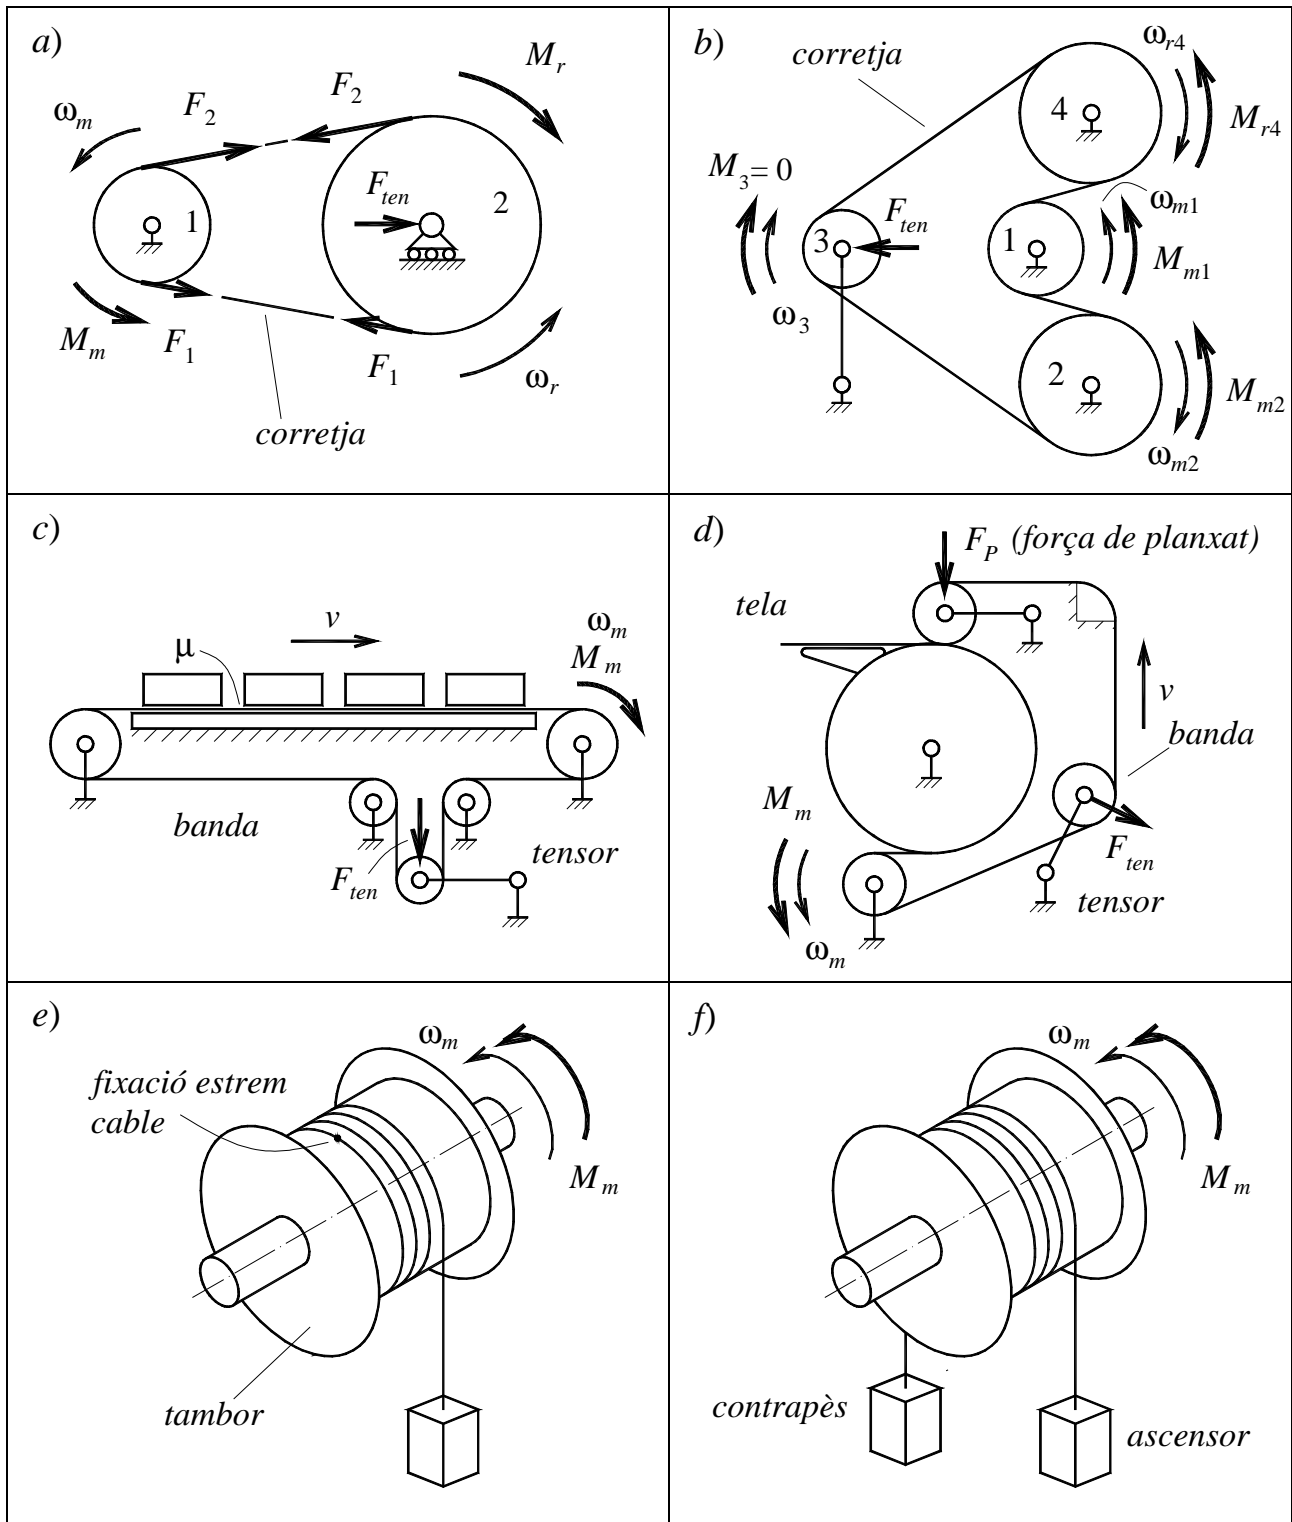 a)
M_r
F_2
F_2
ω_m
F_ten
1
2
M_m
F_1
F_1
ω_r
corretja
b)
corretja
ω_r4
4
M_r4
M_3 = 0
F_ten
ω_m1
3
1
M_m1
ω_3
2
M_m2
ω_m2
c)
v
ω_m
μ
M_m
banda
tensor
F_ten
d)
F_P (força de planxat)
tela
v
banda
M_m
F_ten
tensor
ω_m
e)
ω_m
fixació estrem
cable
M_m
tambor
f)
ω_m
M_m
contrapès
ascensor